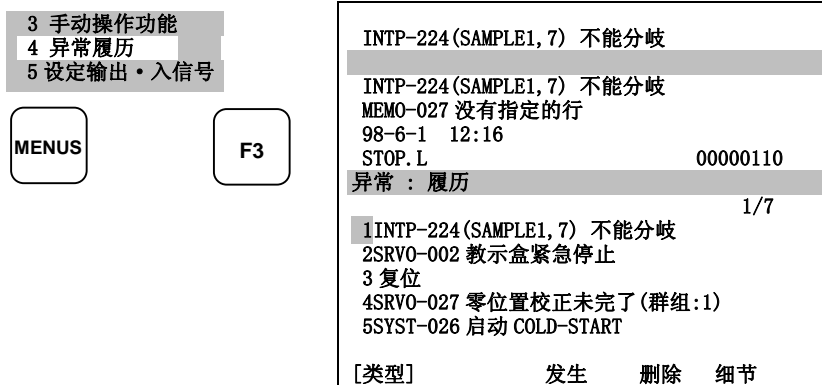 3 手动操作功能
4 异常履历
5 设定输出·入信号
MENUS
F3
INTP-224(SAMPLE1,7) 不能分岐
INTP-224(SAMPLE1,7) 不能分岐
MEMO-027 没有指定的行
98-6-1 12:16
STOP.L 00000110
异常 : 履历
1/7
1INTP-224(SAMPLE1,7) 不能分岐
2SRVO-002 教示盒紧急停止
3 复位
4SRVO-027 零位置校正未完了(群组:1)
5SYST-026 启动 COLD-START
[类型] 发生 删除 细节